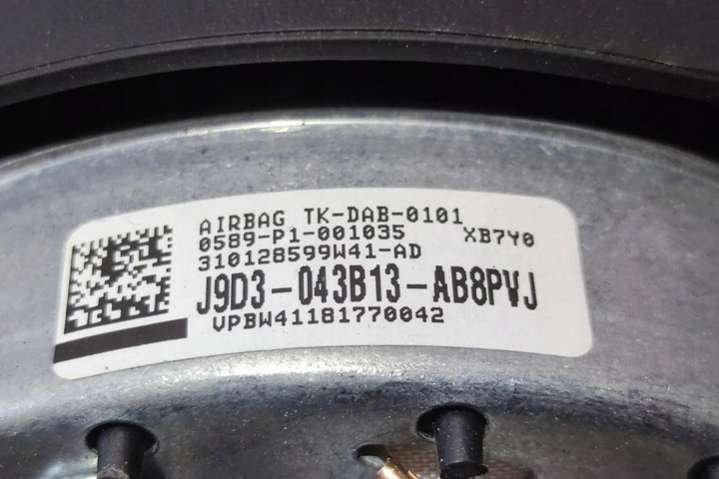 AIRBAG TK-DAB-0101
0589-P1-001035 XB7Y0
310128599W41-AD
J9D3-043B13-AB8PVJ
VPBW41181770042